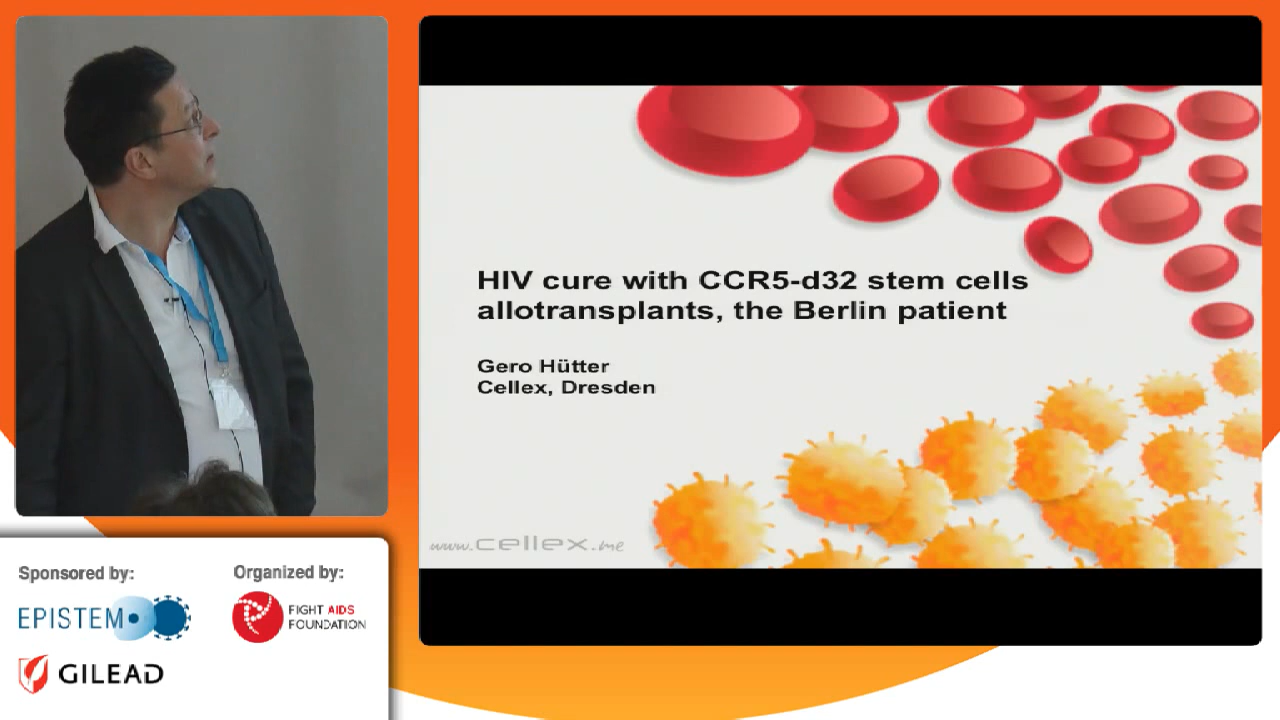 HIV cure with CCR5-d32 stem cells
allotransplants, the Berlin patient
Gero Hütter
Cellex, Dresden
www.cellex.me
Sponsored by:
EPISTEM
GILEAD
Organized by:
FIGHT AIDS
FOUNDATION